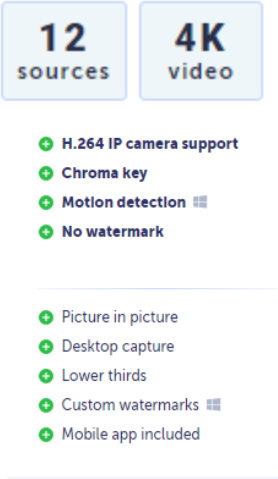 12
sources
4K
video
H.264 IP camera support
Chroma key
Motion detection
No watermark
Picture in picture
Desktop capture
Lower thirds
Custom watermarks
Mobile app included